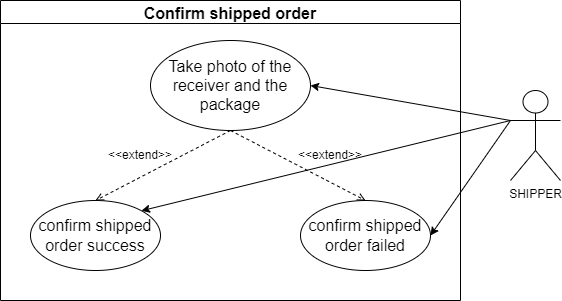 Confirm shipped order
Take photo of the
receiver and the
package
<<extend>>
<<extend>>
SHIPPER
confirm shipped
order success
confirm shipped
order failed